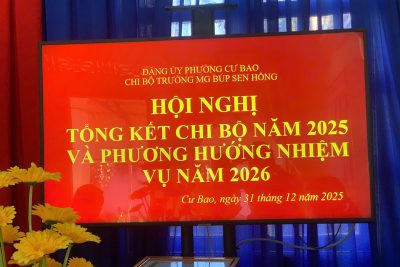 ĐẢNG ỦY PHƯỜNG CƯ BAO
CHI BỘ TRƯỜNG MG BÚP SEN HỒNG
HỘI NGHỊ
TỔNG KẾT CHI BỘ NĂM 2025
VÀ PHƯƠNG HƯỚNG NHIỆM
VỤ NĂM 2026
Cư Bao, ngày 31 tháng 12 năm 2025